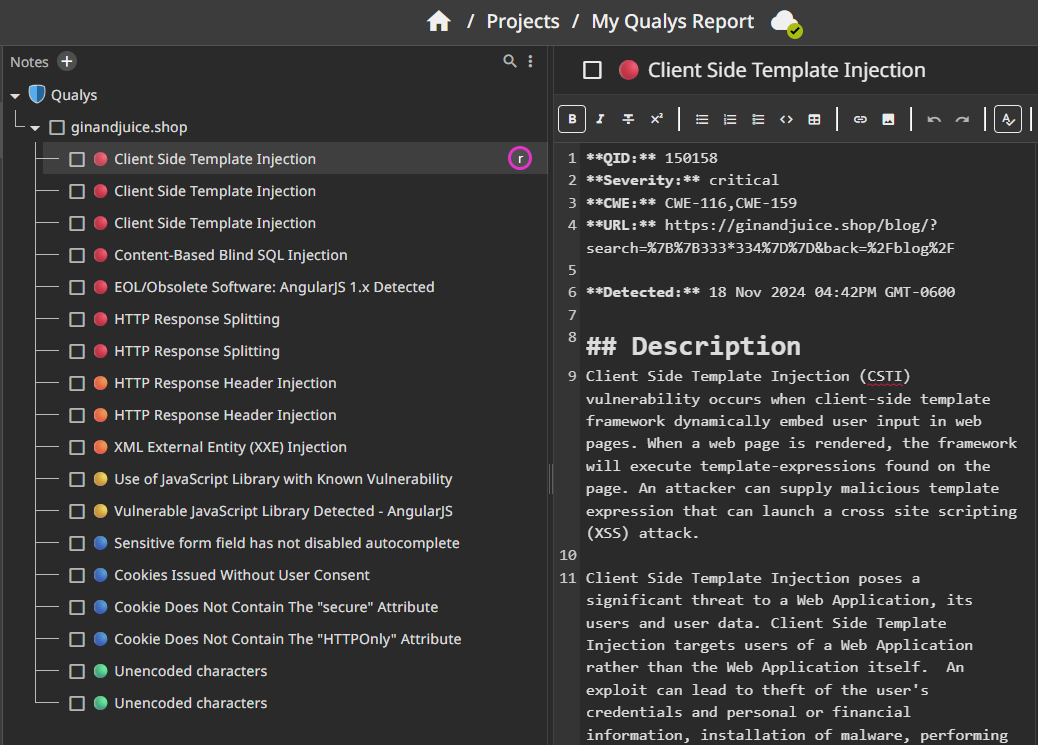 / Projects / My Qualys Report
Notes
Qualys
ginandjuice.shop
Client Side Template Injection
r
Client Side Template Injection
Client Side Template Injection
Content-Based Blind SQL Injection
EOL/Obsolete Software: AngularJS 1.x Detected
HTTP Response Splitting
HTTP Response Splitting
HTTP Response Header Injection
HTTP Response Header Injection
XML External Entity (XXE) Injection
Use of JavaScript Library with Known Vulnerability
Vulnerable JavaScript Library Detected - AngularJS
Sensitive form field has not disabled autocomplete
Cookies Issued Without User Consent
Cookie Does Not Contain The "secure" Attribute
Cookie Does Not Contain The "HTTPOnly" Attribute
Unencoded characters
Unencoded characters
Client Side Template Injection
B I T X² <> A
1 **QID:** 150158
2 **Severity:** critical
3 **CWE:** CWE-116,CWE-159
4 **URL:** https://ginandjuice.shop/blog/?
search=%7B%7B333*334%7D%7D&back=%2Fblog%2F
5
6 **Detected:** 18 Nov 2024 04:42PM GMT-0600
7
8 ## Description
9 Client Side Template Injection (CSTI)
vulnerability occurs when client-side template
framework dynamically embed user input in web
pages. When a web page is rendered, the framework
will execute template-expressions found on the
page. An attacker can supply malicious template
expression that can launch a cross site scripting
(XSS) attack.
10
11 Client Side Template Injection poses a
significant threat to a Web Application, its
users and user data. Client Side Template
Injection targets users of a Web Application
rather than the Web Application itself.  An
exploit can lead to theft of the user's
credentials and personal or financial
information, installation of malware, performing